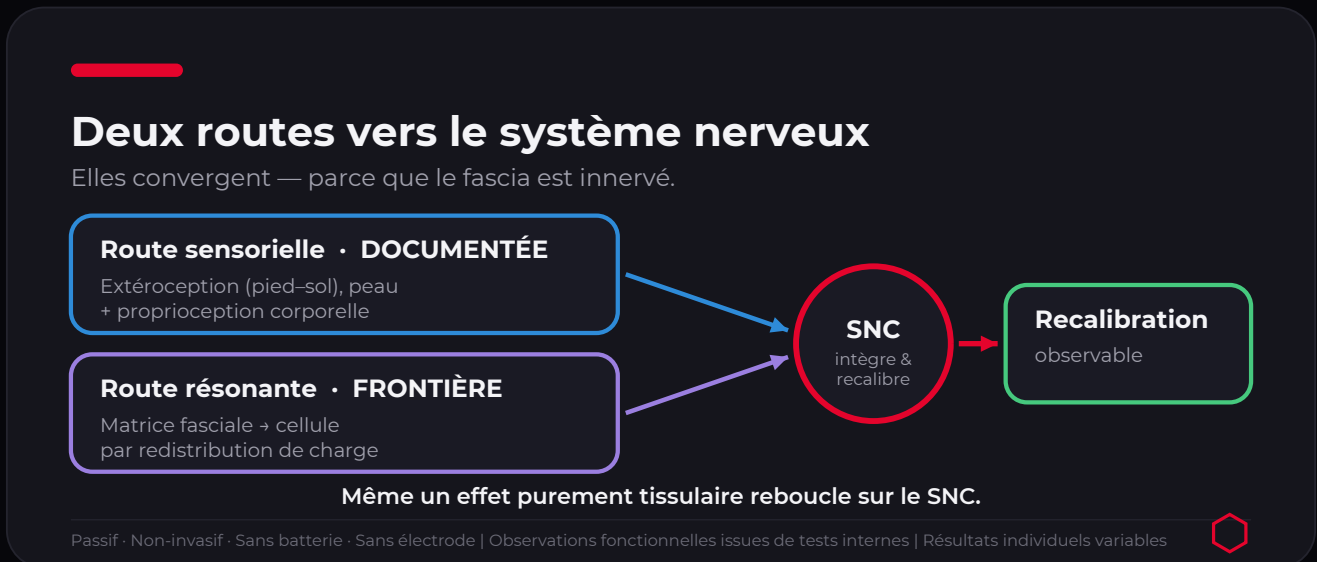 Deux routes vers le système nerveux
Elles convergent — parce que le fascia est innervé.
Route sensorielle · DOCUMENTÉE
Extéroception (pied–sol), peau
+ proprioception corporelle
Route résonante · FRONTIÈRE
Matrice fasciale → cellule
par redistribution de charge
SNC
intègre &
recalibre
Recalibration
observable
Même un effet purement tissulaire reboucle sur le SNC.
Passif · Non-invasif · Sans batterie · Sans électrode | Observations fonctionnelles issues de tests internes | Résultats individuels variables